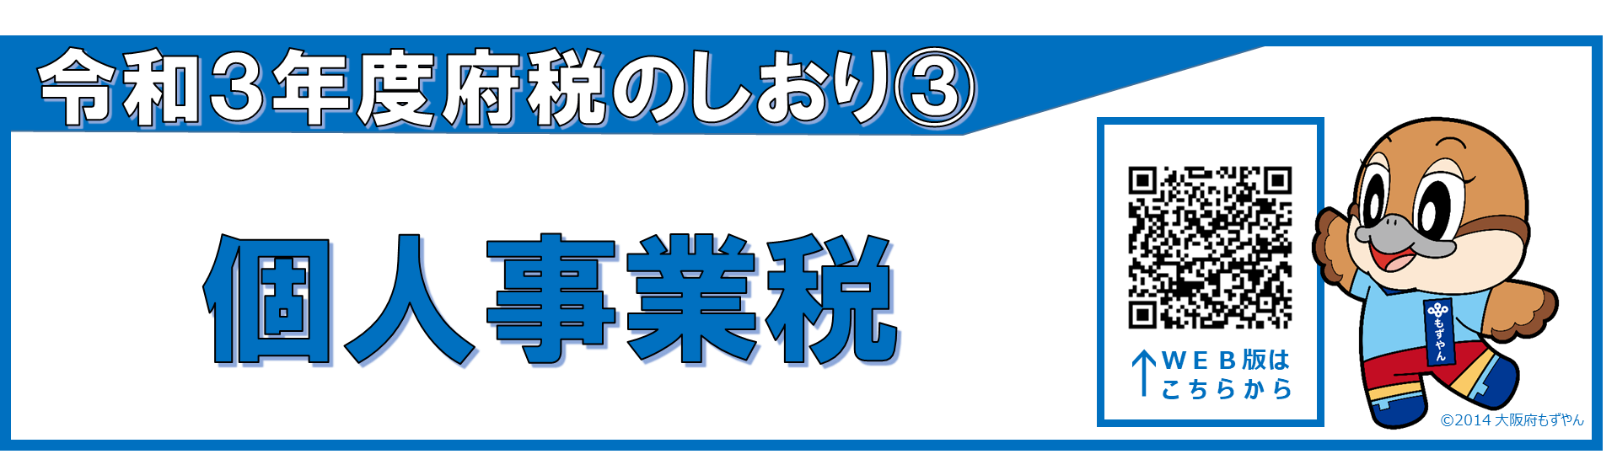 令和３年度府税のしおり③
個人事業税
↑ＷＥＢ版は
こちらから
もずやん
©2014 大阪府もずやん